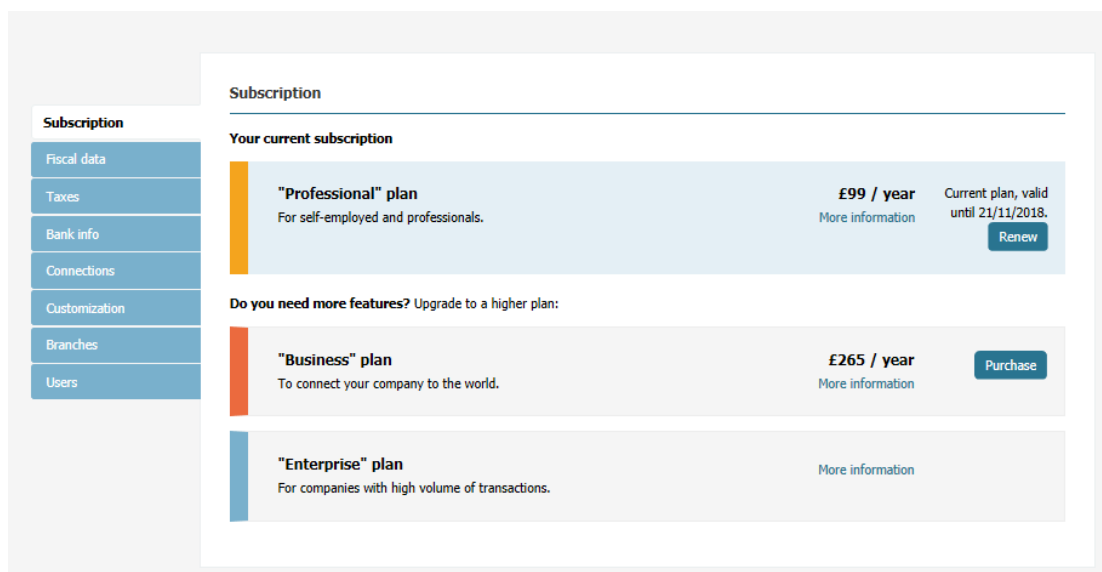 Subscription
Fiscal data
Taxes
Bank info
Connections
Customization
Branches
Users
Subscription
Your current subscription
"Professional" plan
For self-employed and professionals.
£99 / year
More information
Current plan, valid
until 21/11/2018.
Renew
Do you need more features? Upgrade to a higher plan:
"Business" plan
To connect your company to the world.
£265 / year
More information
Purchase
"Enterprise" plan
For companies with high volume of transactions.
More information